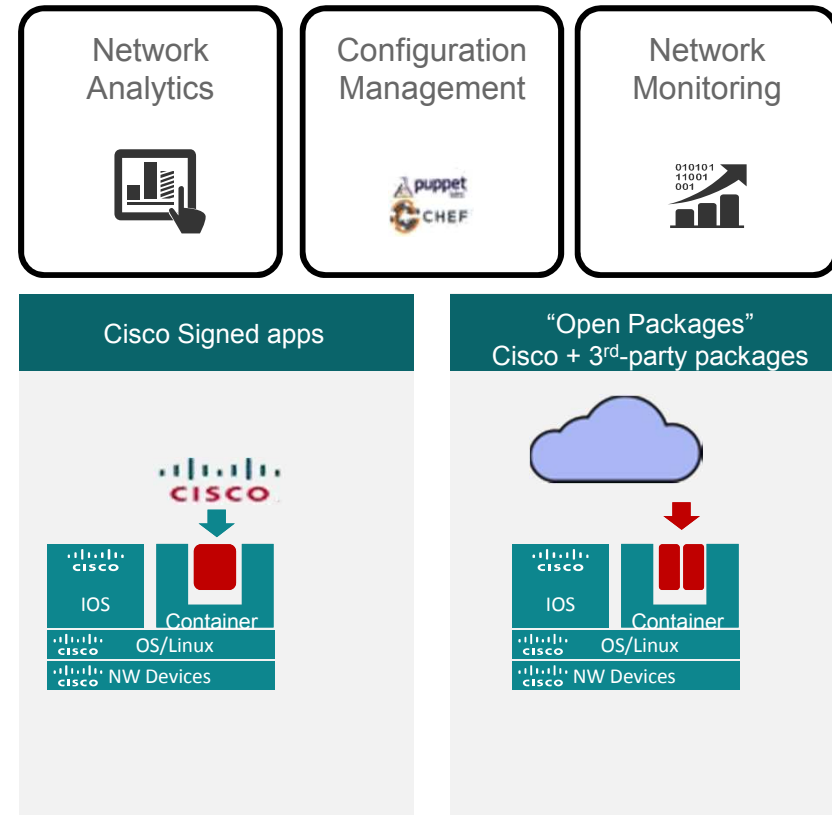 Network
Analytics
Configuration
Management
Network
Monitoring
puppet
CHEF
010101
11001
001
Cisco Signed apps
“Open Packages”
Cisco + 3rd-party packages
CISCO
CISCO
IOS
Container
CISCO OS/Linux
CISCO NW Devices
CISCO
IOS
Container
CISCO OS/Linux
CISCO NW Devices